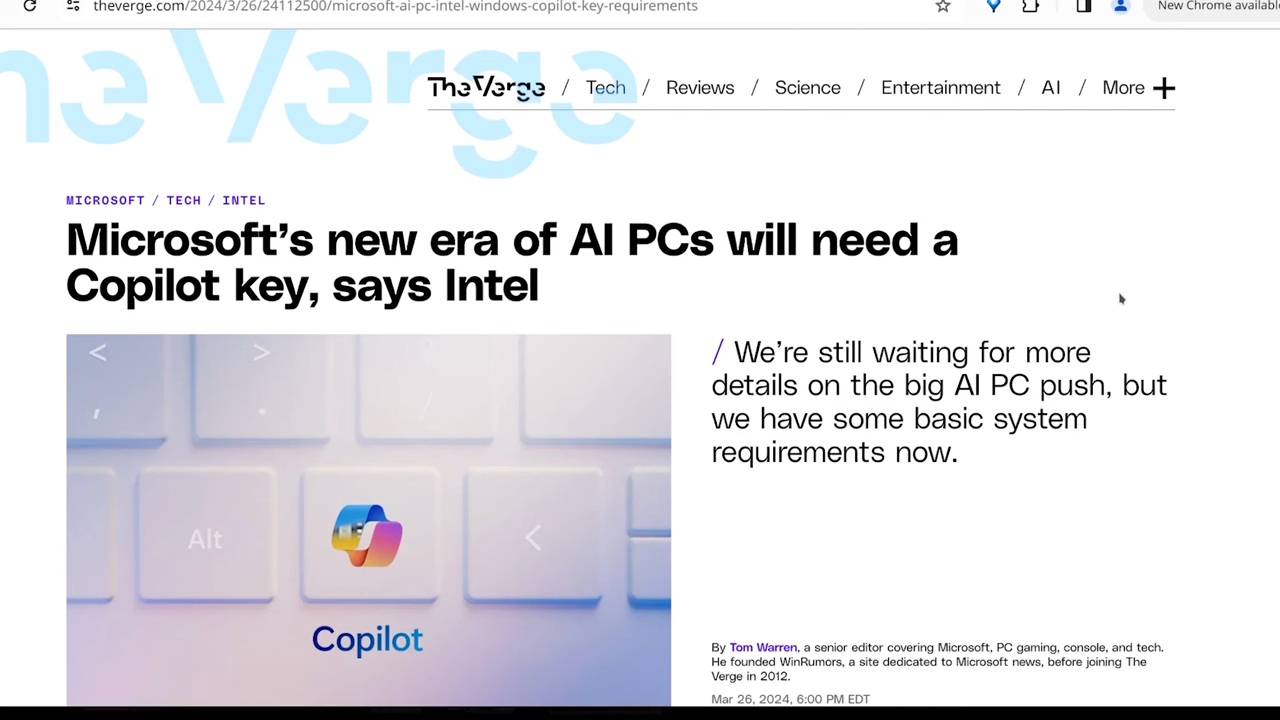 theverge.com/2024/3/26/24112500/microsoft-ai-pc-intel-windows-copilot-key-requirements
New Chrome available
The Verge
The Verge / Tech / Reviews / Science / Entertainment / AI / More +
MICROSOFT / TECH / INTEL
Microsoft's new era of AI PCs will need a
Copilot key, says Intel
< > ?
, . /
Alt <
Copilot
/ We're still waiting for more
details on the big AI PC push, but
we have some basic system
requirements now.
By Tom Warren, a senior editor covering Microsoft, PC gaming, console, and tech.
He founded WinRumors, a site dedicated to Microsoft news, before joining The
Verge in 2012.
Mar 26, 2024, 6:00 PM EDT